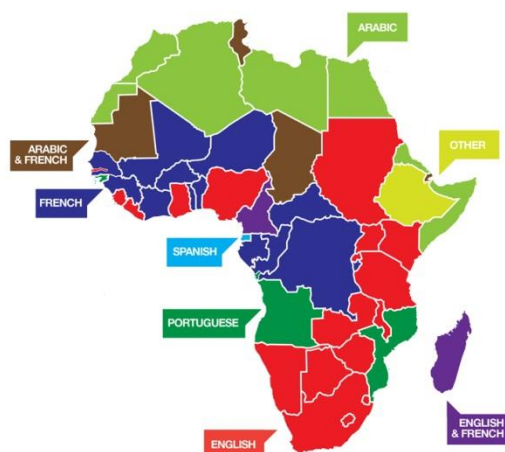 ARABIC
OTHER
ARABIC
& FRENCH
FRENCH
SPANISH
PORTUGUESE
ENGLISH
ENGLISH
& FRENCH